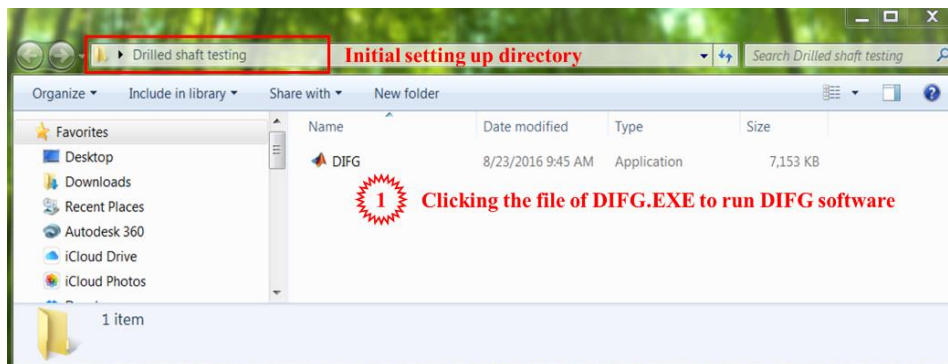 Drilled shaft testing
Initial setting up directory
Search Drilled shaft testing
Organize
Include in library
Share with
New folder
Favorites
Desktop
Downloads
Recent Places
Autodesk 360
iCloud Drive
iCloud Photos
Name
Date modified
Type
Size
DIFG
8/23/2016 9:45 AM
Application
7,153 KB
1
Clicking the file of DIFG.EXE to run DIFG software
1 item